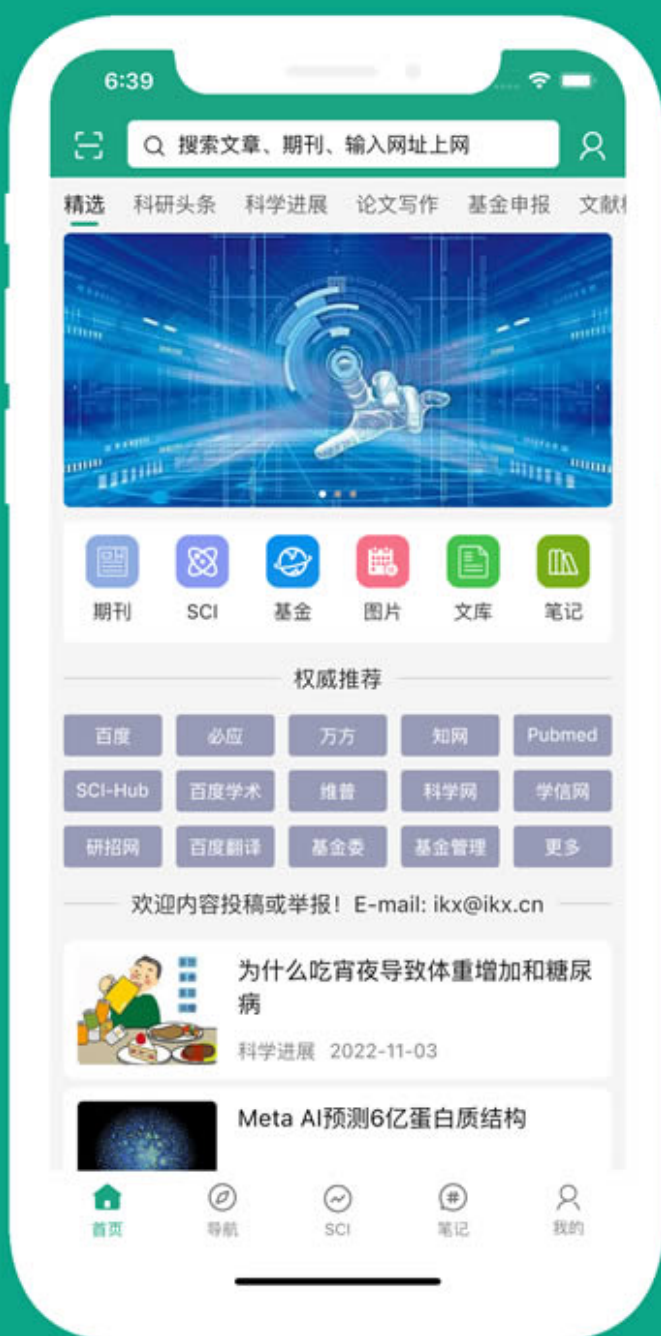 6:39
搜索文章、期刊、输入网址上网
精选 科研头条 科学进展 论文写作 基金申报 文献
期刊 SCI 基金 图片 文库 笔记
权威推荐
百度 必应 万方 知网 Pubmed
SCI-Hub 百度学术 维普 科学网 学信网
研招网 百度翻译 基金委 基金管理 更多
欢迎内容投稿或举报！E-mail: ikx@ikx.cn
为什么吃宵夜导致体重增加和糖尿
病
科学进展 2022-11-03
Meta AI预测6亿蛋白质结构
首页 导航 SCI 笔记 我的